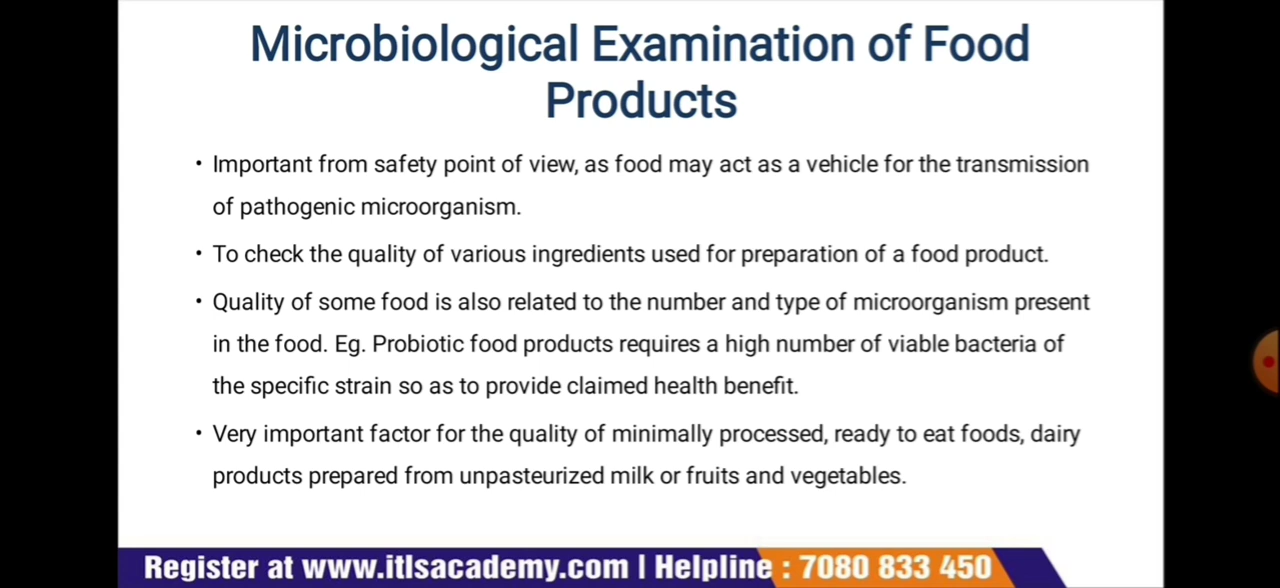 Microbiological Examination of Food
Products
• Important from safety point of view, as food may act as a vehicle for the transmission
of pathogenic microorganism.
• To check the quality of various ingredients used for preparation of a food product.
• Quality of some food is also related to the number and type of microorganism present
in the food. Eg. Probiotic food products requires a high number of viable bacteria of
the specific strain so as to provide claimed health benefit.
• Very important factor for the quality of minimally processed, ready to eat foods, dairy
products prepared from unpasteurized milk or fruits and vegetables.
Register at www.itlsacademy.com | Helpline : 7080 833 450